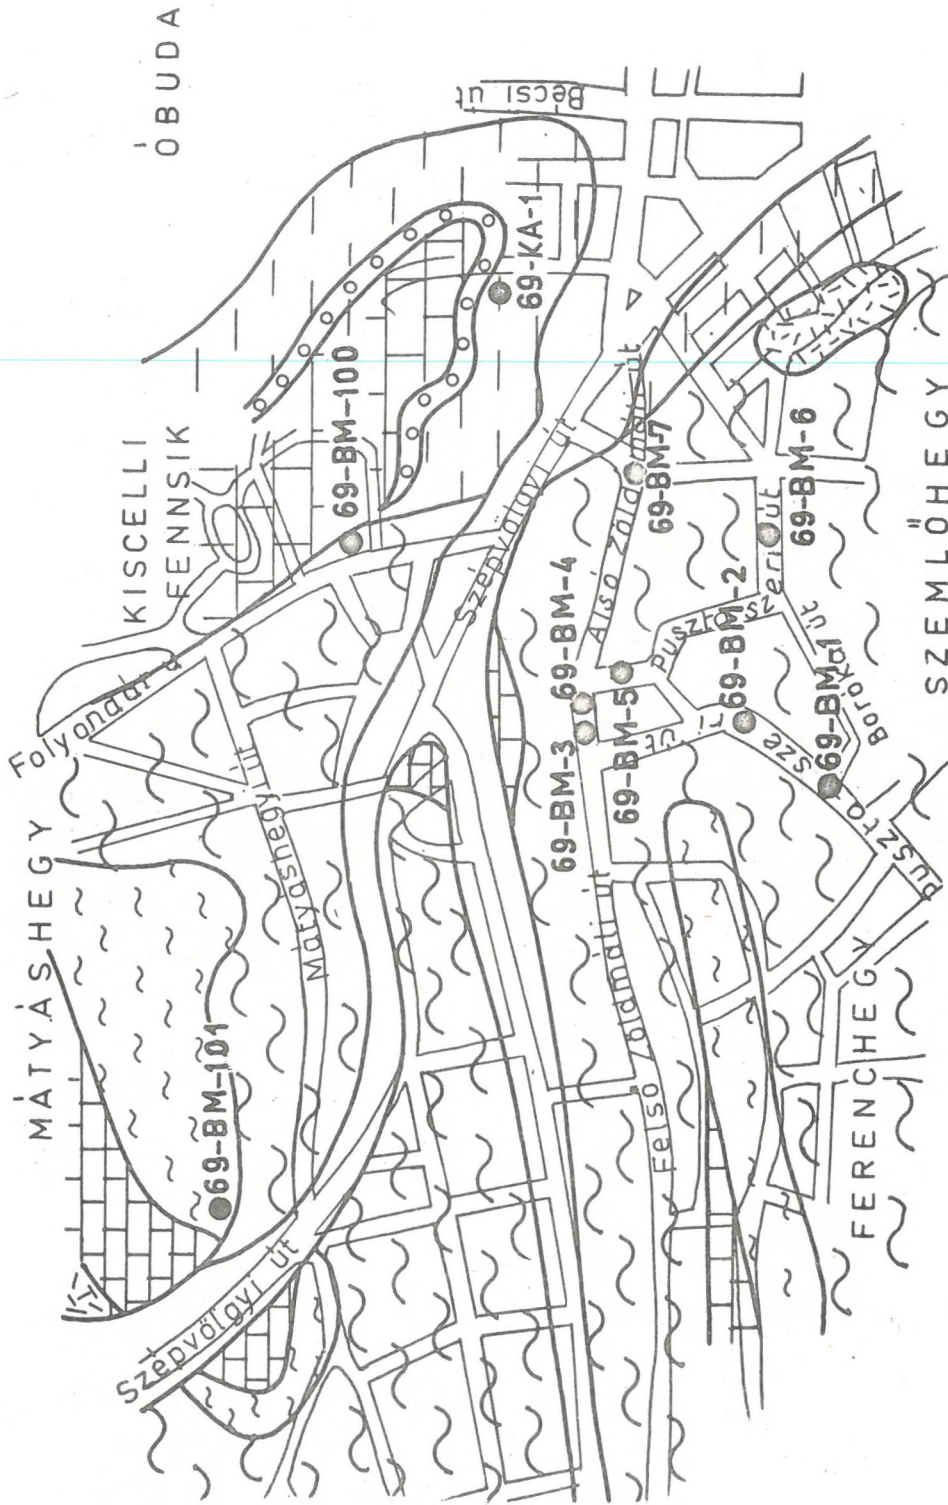 ÓBUDA
KISCELLI
FENNSIK
MÁTYÁSHEGY
Bécsi út
69-KA-1
69-BM-100
Folyondár u
Mátyáshegyi út
69-BM-101
Szépvölgyi út
Szépvölgyi út
Alsó zöldmáli út
69-BM-7
69-BM-4
69-BM-3
69-BM-5
69-BM-6
69-BM-2
69-BM-1
Pusztaszeri út
pusztaszeri út
Borókai út
Felső zöldmáli út
FERENCHEGY
SZEMLŐHEGY